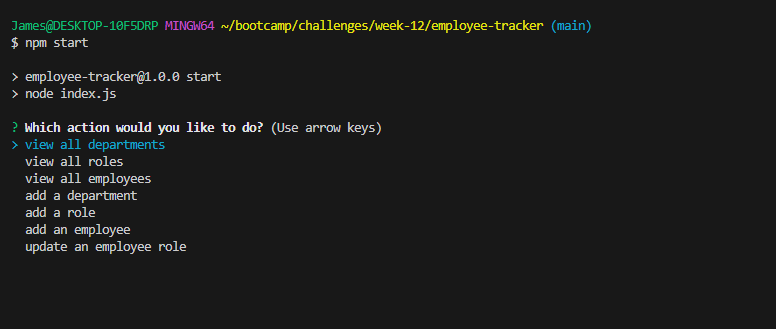 James@DESKTOP-10F5DRP MINGW64 ~/bootcamp/challenges/week-12/employee-tracker (main)
$ npm start
> employee-tracker@1.0.0 start
> node index.js
? Which action would you like to do? (Use arrow keys)
> view all departments
view all roles
view all employees
add a department
add a role
add an employee
update an employee role